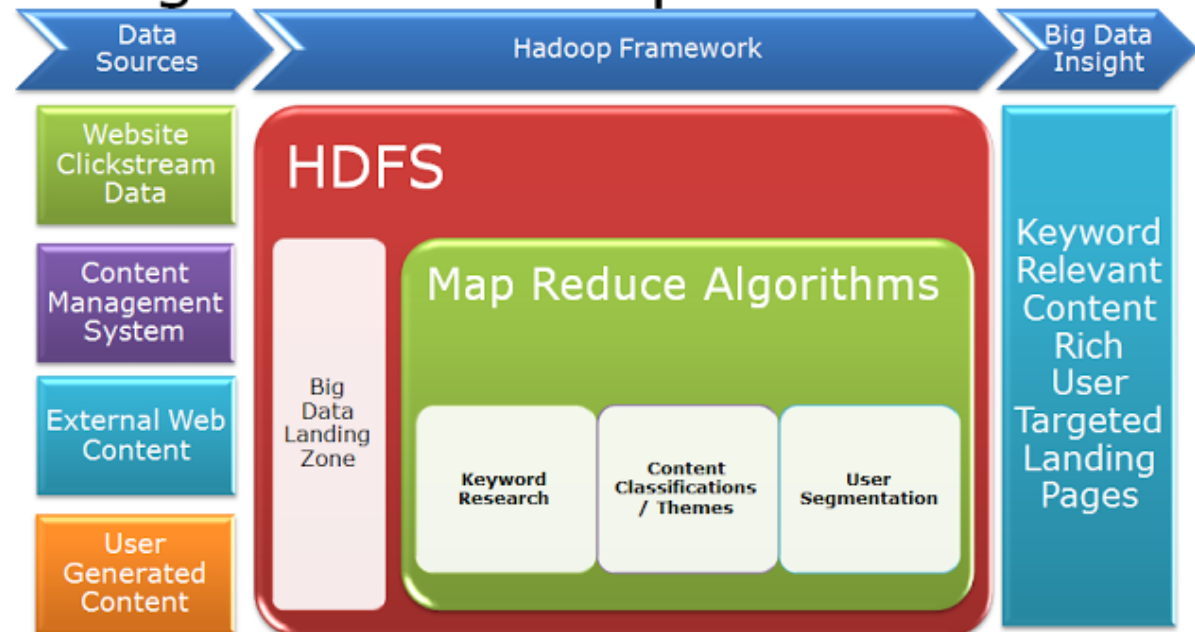 Data
Sources
Hadoop Framework
Big Data
Insight
Website
Clickstream
Data
Content
Management
System
External Web
Content
User
Generated
Content
HDFS
Big
Data
Landing
Zone
Map Reduce Algorithms
Keyword
Research
Content
Classifications
/ Themes
User
Segmentation
Keyword
Relevant
Content
Rich
User
Targeted
Landing
Pages